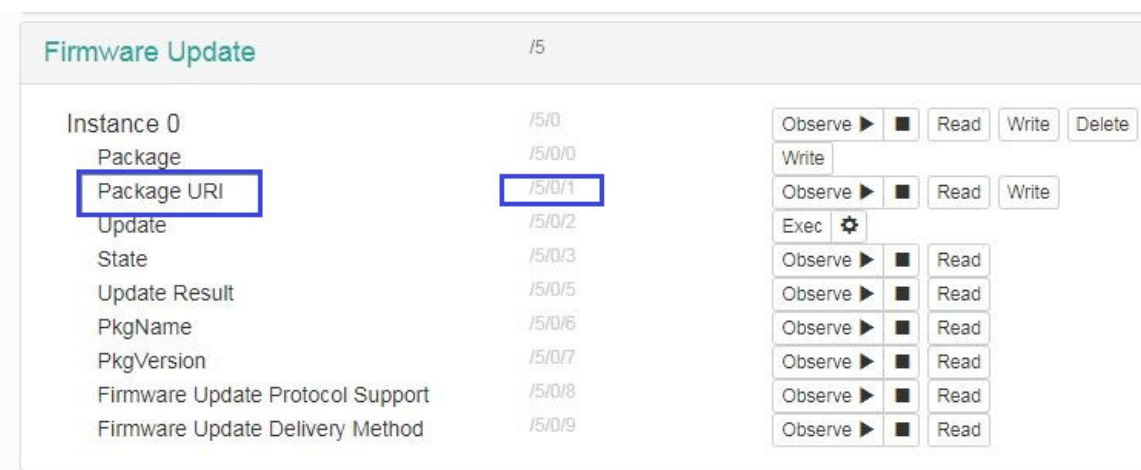 Firmware Update /5
Instance 0 /5/0 Observe ▶ ■ Read Write Delete
Package /5/0/0 Write
Package URI /5/0/1 Observe ▶ ■ Read Write
Update /5/0/2 Exec ⚙
State /5/0/3 Observe ▶ ■ Read
Update Result /5/0/5 Observe ▶ ■ Read
PkgName /5/0/6 Observe ▶ ■ Read
PkgVersion /5/0/7 Observe ▶ ■ Read
Firmware Update Protocol Support /5/0/8 Observe ▶ ■ Read
Firmware Update Delivery Method /5/0/9 Observe ▶ ■ Read